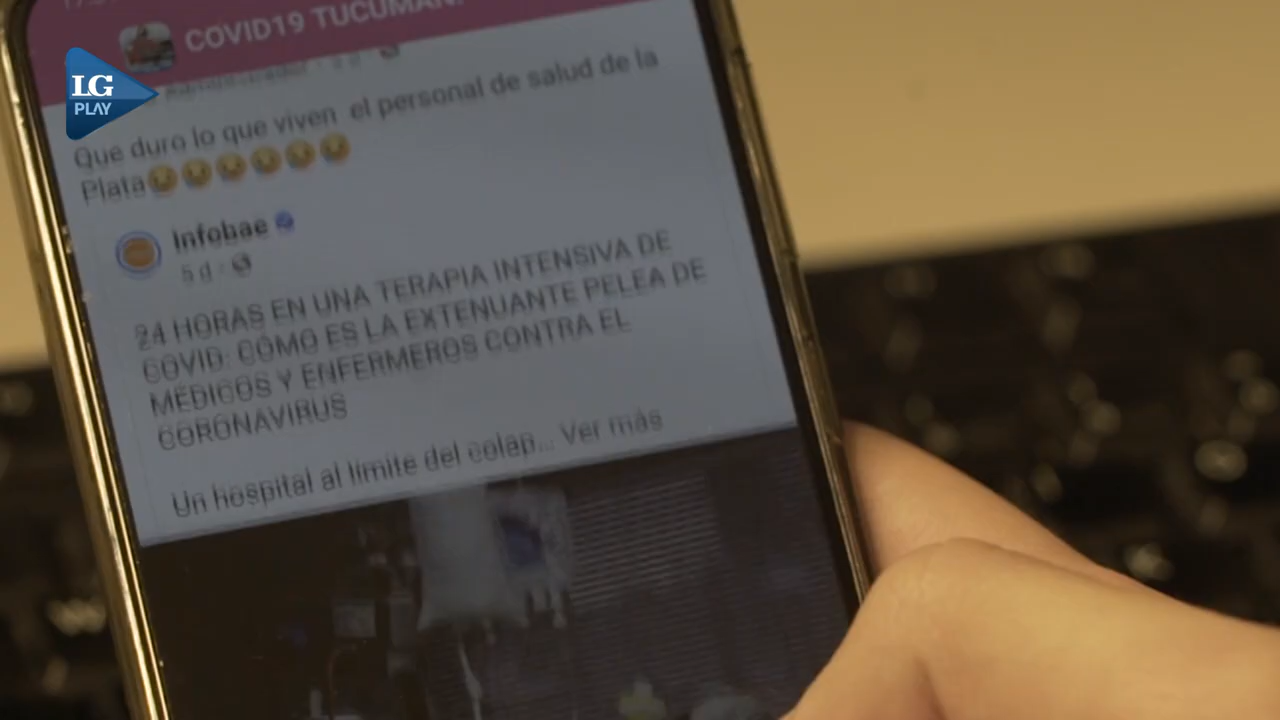 COVID19 TUCUMAN.
LG
PLAY
Que duro lo que viven el personal de salud de la
Plata
Infobae
5 d
24 HORAS EN UNA TERAPIA INTENSIVA DE
COVID: CÓMO ES LA EXTENUANTE PELEA DE
MÉDICOS Y ENFERMEROS CONTRA EL
CORONAVIRUS
Un hospital al límite del colap... Ver más